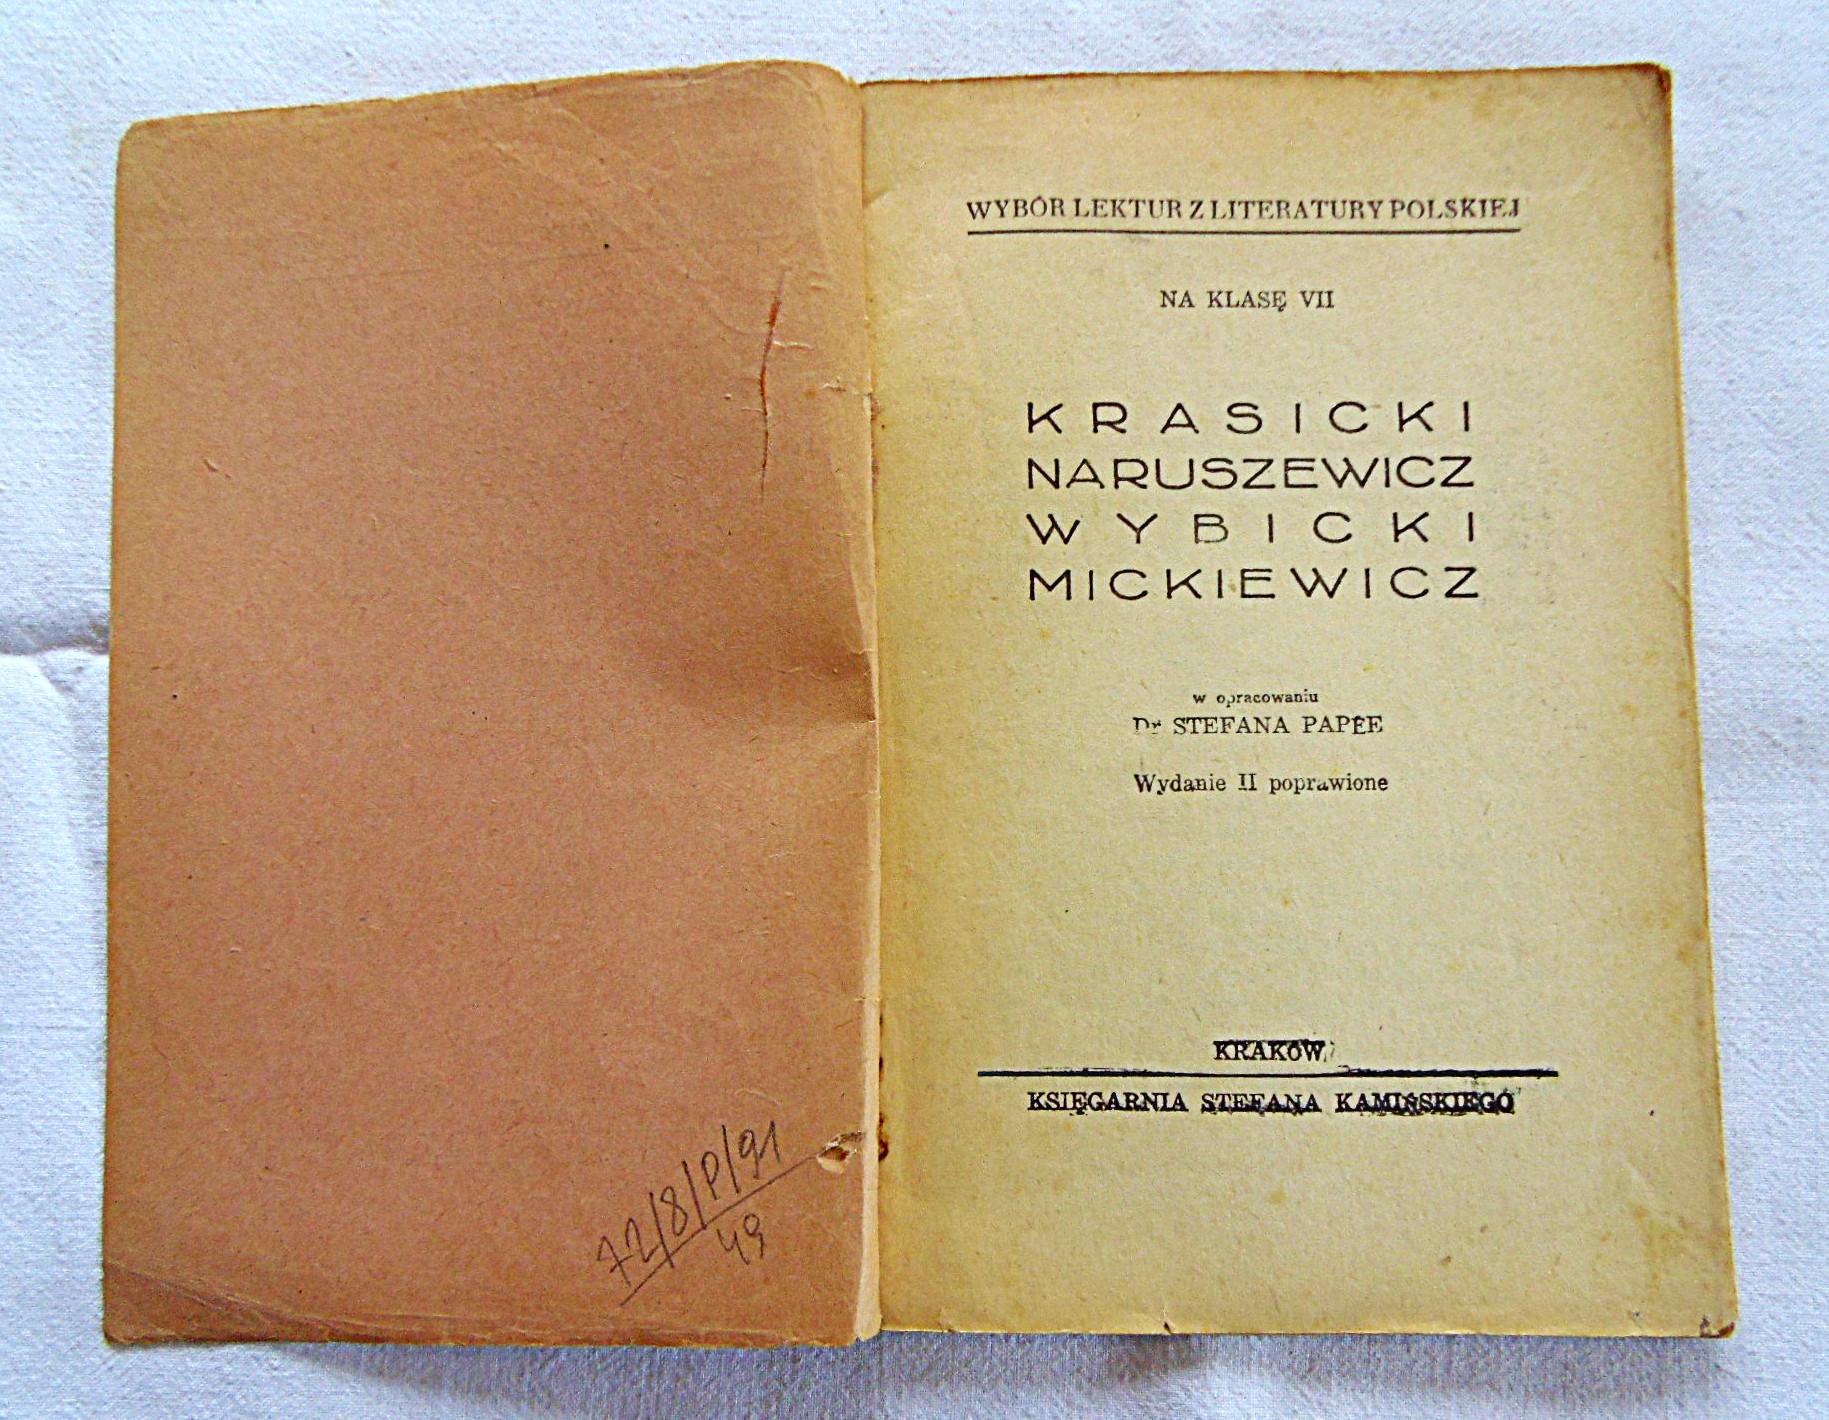 72/8/P/91
49
WYBÓR LEKTUR Z LITERATURY POLSKIEJ
NA KLASĘ VII
KRASICKI
NARUSZEWICZ
WYBICKI
MICKIEWICZ
w opracowaniu
Dr STEFANA PAPÉE
Wydanie II poprawione
KRAKÓW
KSIĘGARNIA STEFANA KAMIŃSKIEGO